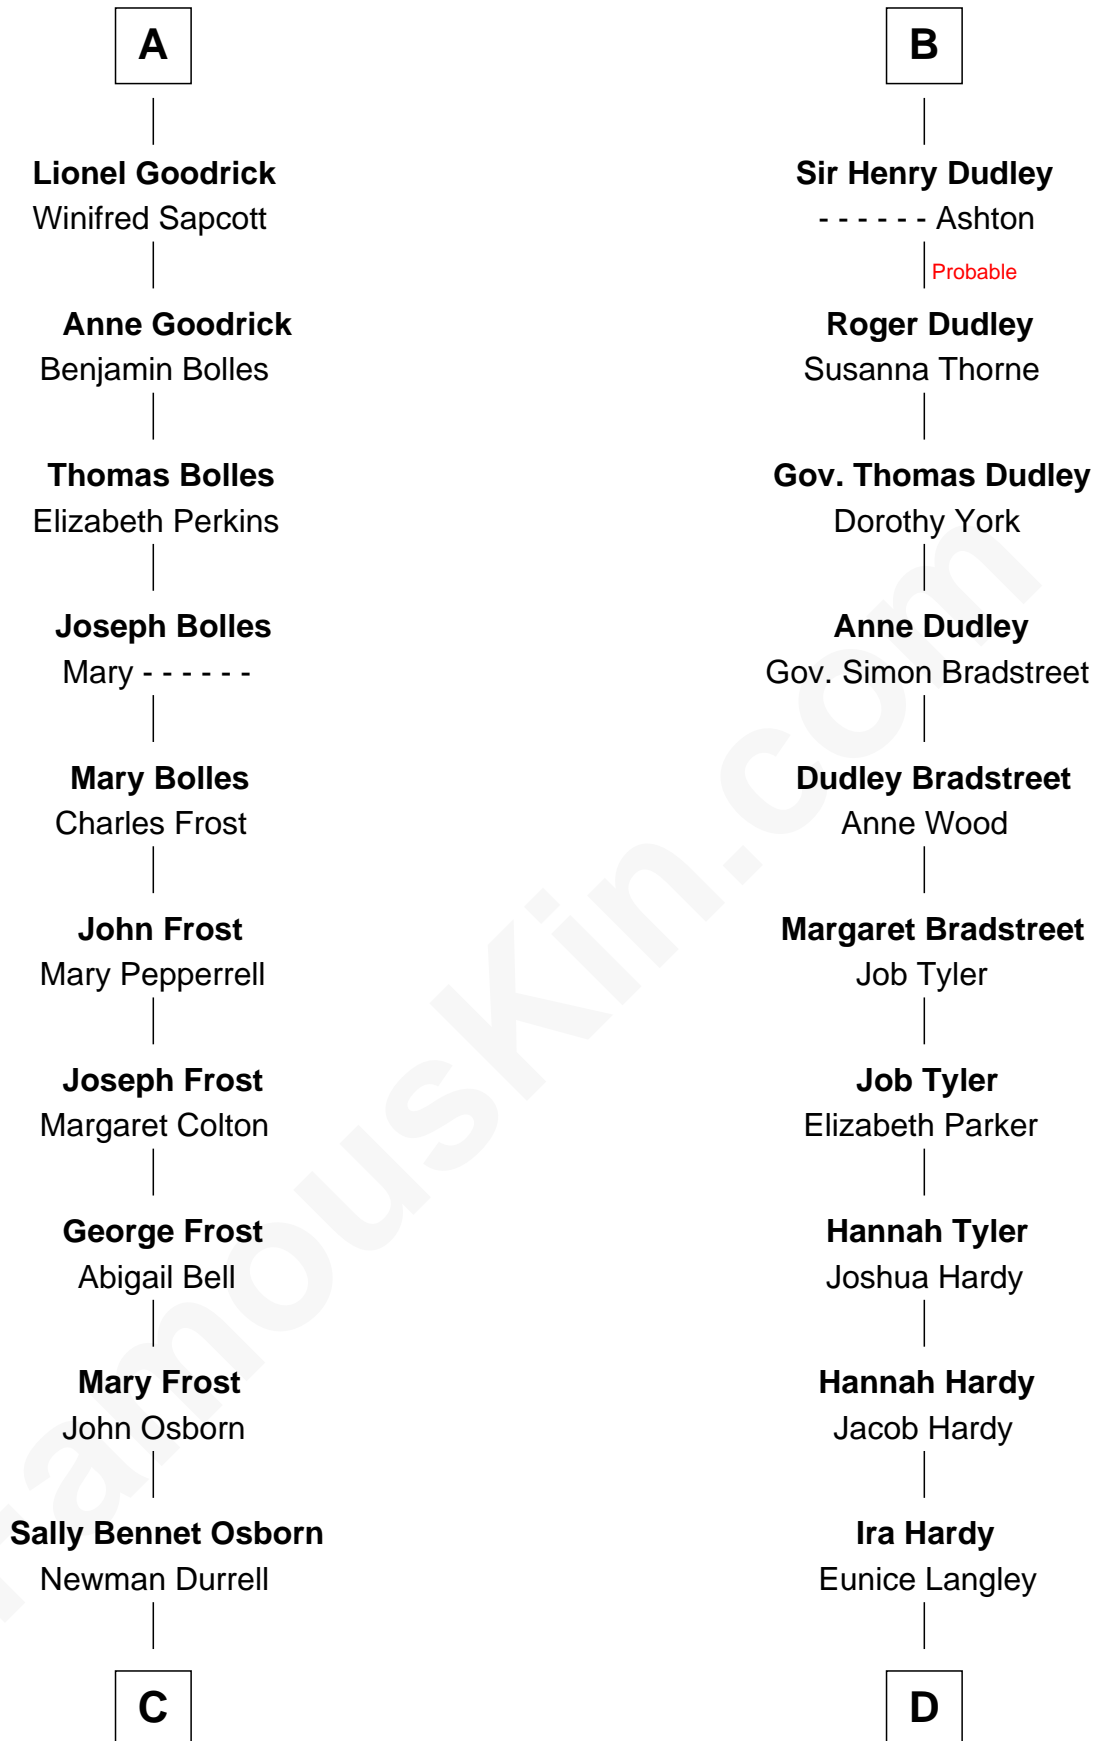 A
Lionel Goodrick
Winifred Sapcott
Anne Goodrick
Benjamin Bolles
Thomas Bolles
Elizabeth Perkins
Joseph Bolles
Mary - - - - - -
Mary Bolles
Charles Frost
John Frost
Mary Pepperrell
Joseph Frost
Margaret Colton
George Frost
Abigail Bell
Mary Frost
John Osborn
Sally Bennet Osborn
Newman Durrell
C
B
Sir Henry Dudley
- - - - - - Ashton
Probable
Roger Dudley
Susanna Thorne
Gov. Thomas Dudley
Dorothy York
Anne Dudley
Gov. Simon Bradstreet
Dudley Bradstreet
Anne Wood
Margaret Bradstreet
Job Tyler
Job Tyler
Elizabeth Parker
Hannah Tyler
Joshua Hardy
Hannah Hardy
Jacob Hardy
Ira Hardy
Eunice Langley
D
FamousKin.com